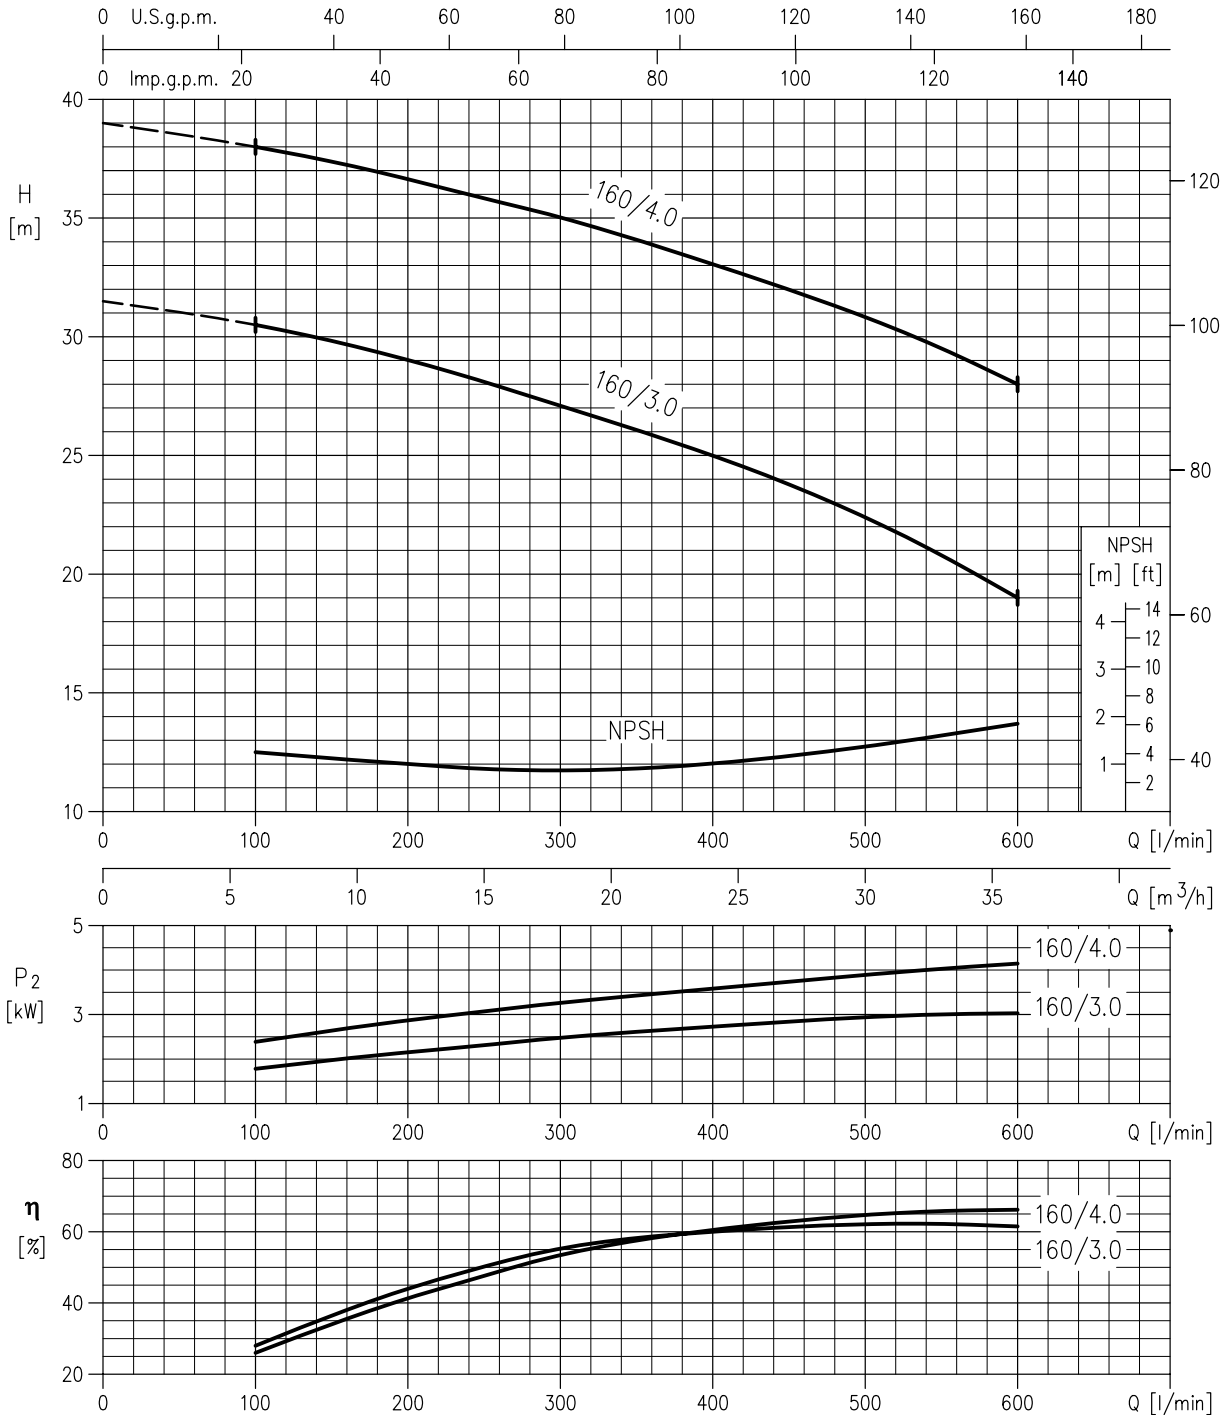 0 U.S.g.p.m. 40 60 80 100 120 140 160 180
0 Imp.g.p.m. 20 40 60 80 100 120 140
40
H
[m]
160/4.0
120
35
30
100
160/3.0
25
80
NPSH
[m] [ft]
20
4 14
12
60
3 10
15
8
2 6
NPSH
4
1
40
2
10
0 100 200 300 400 500 600 Q [l/min]
0 5 10 15 20 25 30 35 Q [m³/h]
5
160/4.0
P2
[kW]
3
160/3.0
1
0 100 200 300 400 500 600 Q [l/min]
80
η
[%]
60
160/4.0
160/3.0
40
20
0 100 200 300 400 500 600 Q [l/min]